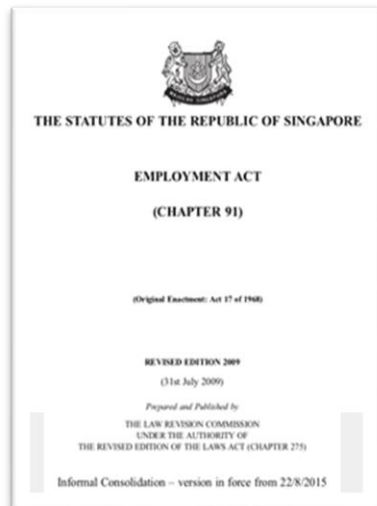 THE STATUTES OF THE REPUBLIC OF SINGAPORE
EMPLOYMENT ACT
(CHAPTER 91)
(Original Enactment: Act 17 of 1968)
REVISED EDITION 2009
(31st July 2009)
Prepared and Published by
THE LAW REVISION COMMISSION
UNDER THE AUTHORITY OF
THE REVISED EDITION OF THE LAWS ACT (CHAPTER 275)
Informal Consolidation – version in force from 22/8/2015